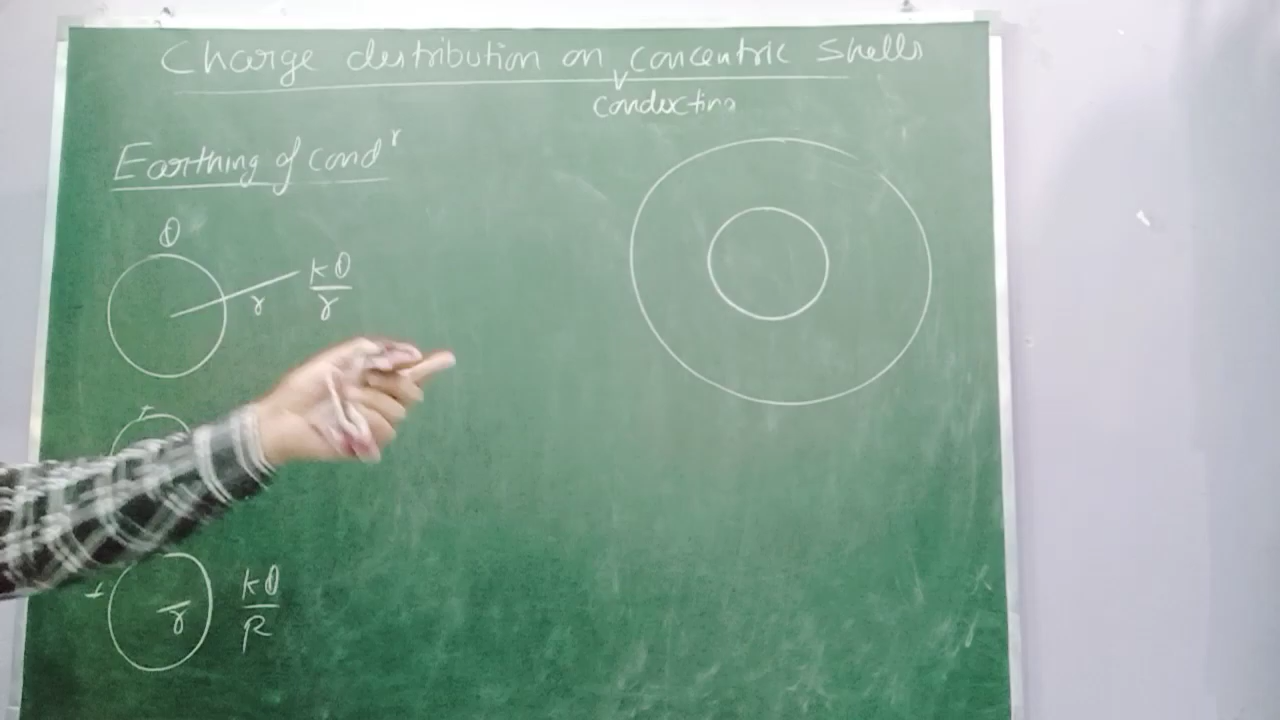 Charge distribution on concentric shells
conducting
Earthing of condʳ
Q
r
kQ
r
r
kQ
R